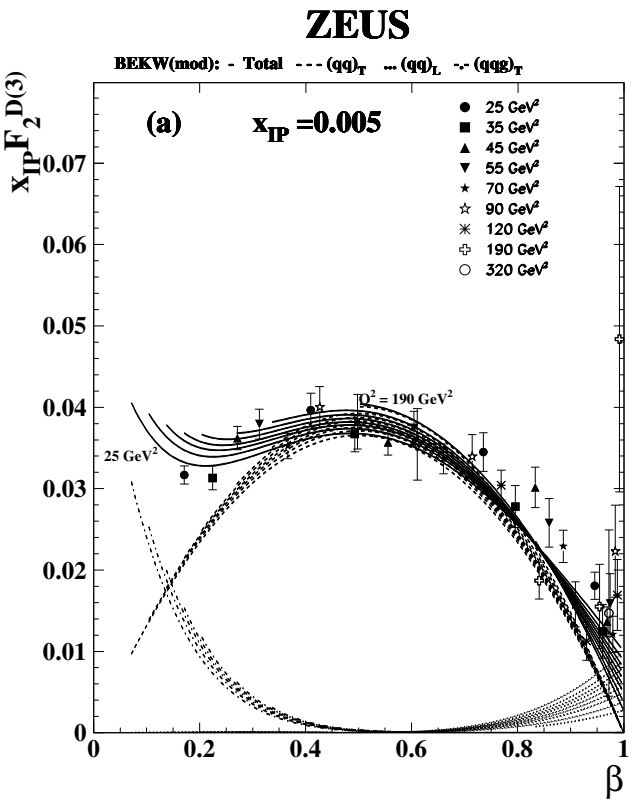 ZEUS
BEKW(mod): - Total --- (qq)T ... (qq)L -.- (qqg)T
xIPF2D(3)
(a) xIP =0.005
25 GeV2
35 GeV2
45 GeV2
55 GeV2
70 GeV2
90 GeV2
120 GeV2
190 GeV2
320 GeV2
0.07
0.06
0.05
0.04
0.03
0.02
0.01
0
Q2 = 190 GeV2
25 GeV2
0 0.2 0.4 0.6 0.8 1
β